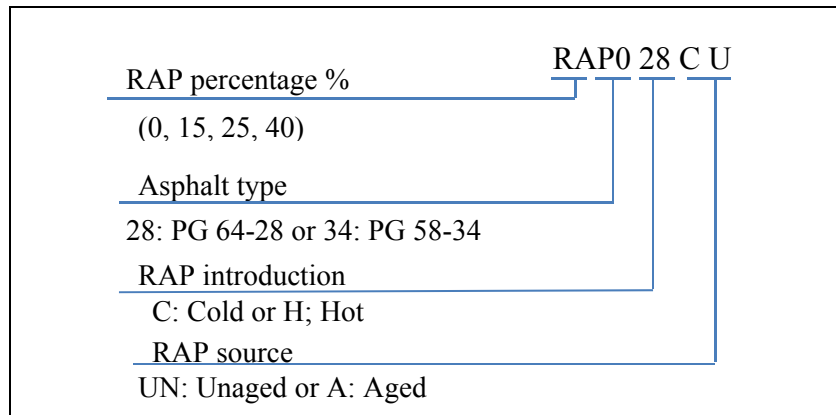 RAP0 28 C U
RAP percentage %
(0, 15, 25, 40)
Asphalt type
28: PG 64-28 or 34: PG 58-34
RAP introduction
C: Cold or H; Hot
RAP source
UN: Unaged or A: Aged